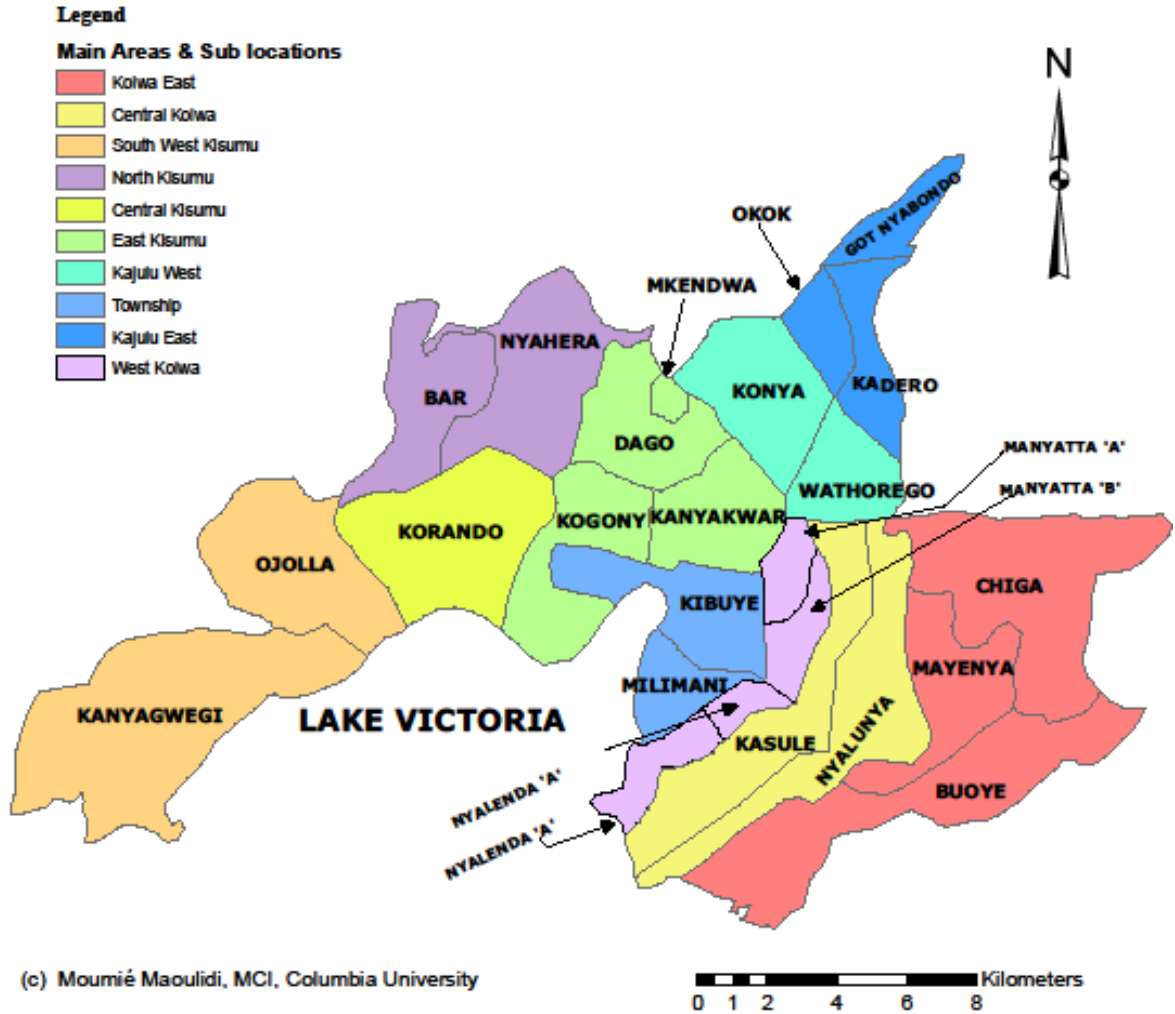 Legend
Main Areas & Sub locations
Kolwa East
Central Kolwa
South West Kisumu
North Kisumu
Central Kisumu
East Kisumu
Kajulu West
Township
Kajulu East
West Kolwa
N
GOT NYABONDO
OKOK
MKENDWA
NYAHERA
BAR
KONYA
KADERO
DAGO
MANYATTA 'A'
MANYATTA 'B'
WATHOREGO
KOGONY
KANYAKWAR
KORANDO
OJOLLA
CHIGA
KIBUYE
MAYENYA
MILIMANI
KANYAGWEGI
LAKE VICTORIA
KASULE
NYALUNYA
BUOYE
NYALENDA 'A'
NYALENDA 'A'
(c) Moumié Maoulidi, MCI, Columbia University
Kilometers
0 1 2 4 6 8